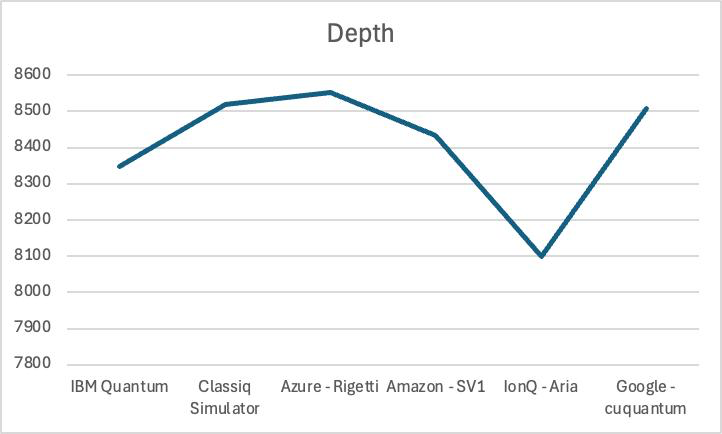 Depth
8600
8500
8400
8300
8200
8100
8000
7900
7800
IBM Quantum
Classiq
Simulator
Azure - Rigetti
Amazon - SV1
IonQ - Aria
Google -
cuquantum